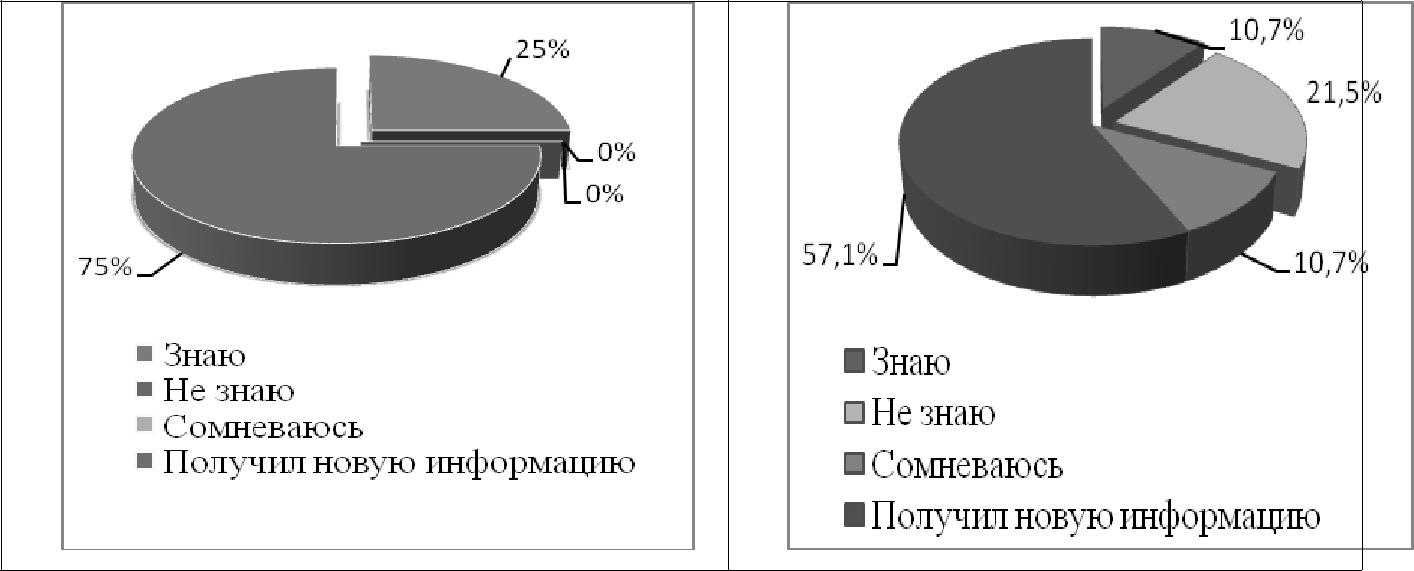 25%
0%
0%
75%
Знаю
Не знаю
Сомневаюсь
Получил новую информацию
10,7%
21,5%
57,1%
10,7%
Знаю
Не знаю
Сомневаюсь
Получил новую информацию